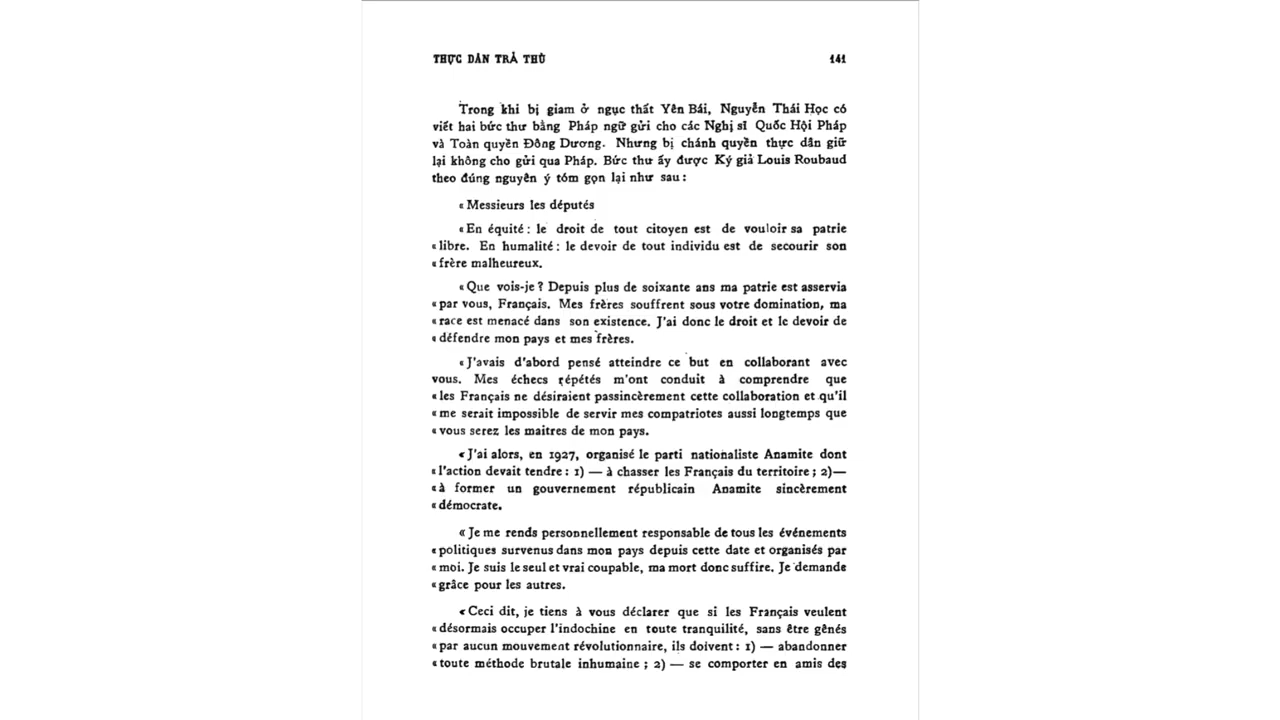 THỰC DÂN TRẢ THÙ 141
Trong khi bị giam ở ngục thất Yên Bái, Nguyễn Thái Học có
viết hai bức thư bằng Pháp ngữ gửi cho các Nghị sĩ Quốc Hội Pháp
và Toàn quyền Đông Dương. Nhưng bị chánh quyền thực dân giữ
lại không cho gửi qua Pháp. Bức thư ấy được Ký giả Louis Roubaud
theo đúng nguyên ý tóm gọn lại như sau :
« Messieurs les députés
« En équité : le droit de tout citoyen est de vouloir sa patrie
« libre. En humalité : le devoir de tout individu est de secourir son
« frère malheureux.
« Que vois-je ? Depuis plus de soixante ans ma patrie est asservia
« par vous, Français. Mes frères souffrent sous votre domination, ma
« race est menacé dans son existence. J'ai donc le droit et le devoir de
« défendre mon pays et mes frères.
« J'avais d'abord pensé atteindre ce but en collaborant avec
vous. Mes échecs répétés m'ont conduit à comprendre que
« les Français ne désiraient passincèrement cette collaboration et qu'il
« me serait impossible de servir mes compatriotes aussi longtemps que
« vous serez les maitres de mon pays.
« J'ai alors, en 1927, organisé le parti nationaliste Anamite dont
« l'action devait tendre : 1) — à chasser les Français du territoire ; 2)—
« à former un gouvernement républicain Anamite sincèrement
« démocrate.
« Je me rends personnellement responsable de tous les événements
« politiques survenus dans mon pays depuis cette date et organisés par
« moi. Je suis le seul et vrai coupable, ma mort donc suffire. Je demande
« grâce pour les autres.
« Ceci dit, je tiens à vous déclarer que si les Français veulent
« désormais occuper l'indochine en toute tranquilité, sans être gênés
« par aucun mouvement révolutionnaire, ils doivent : 1) — abandonner
« toute méthode brutale inhumaine ; 2) — se comporter en amis des